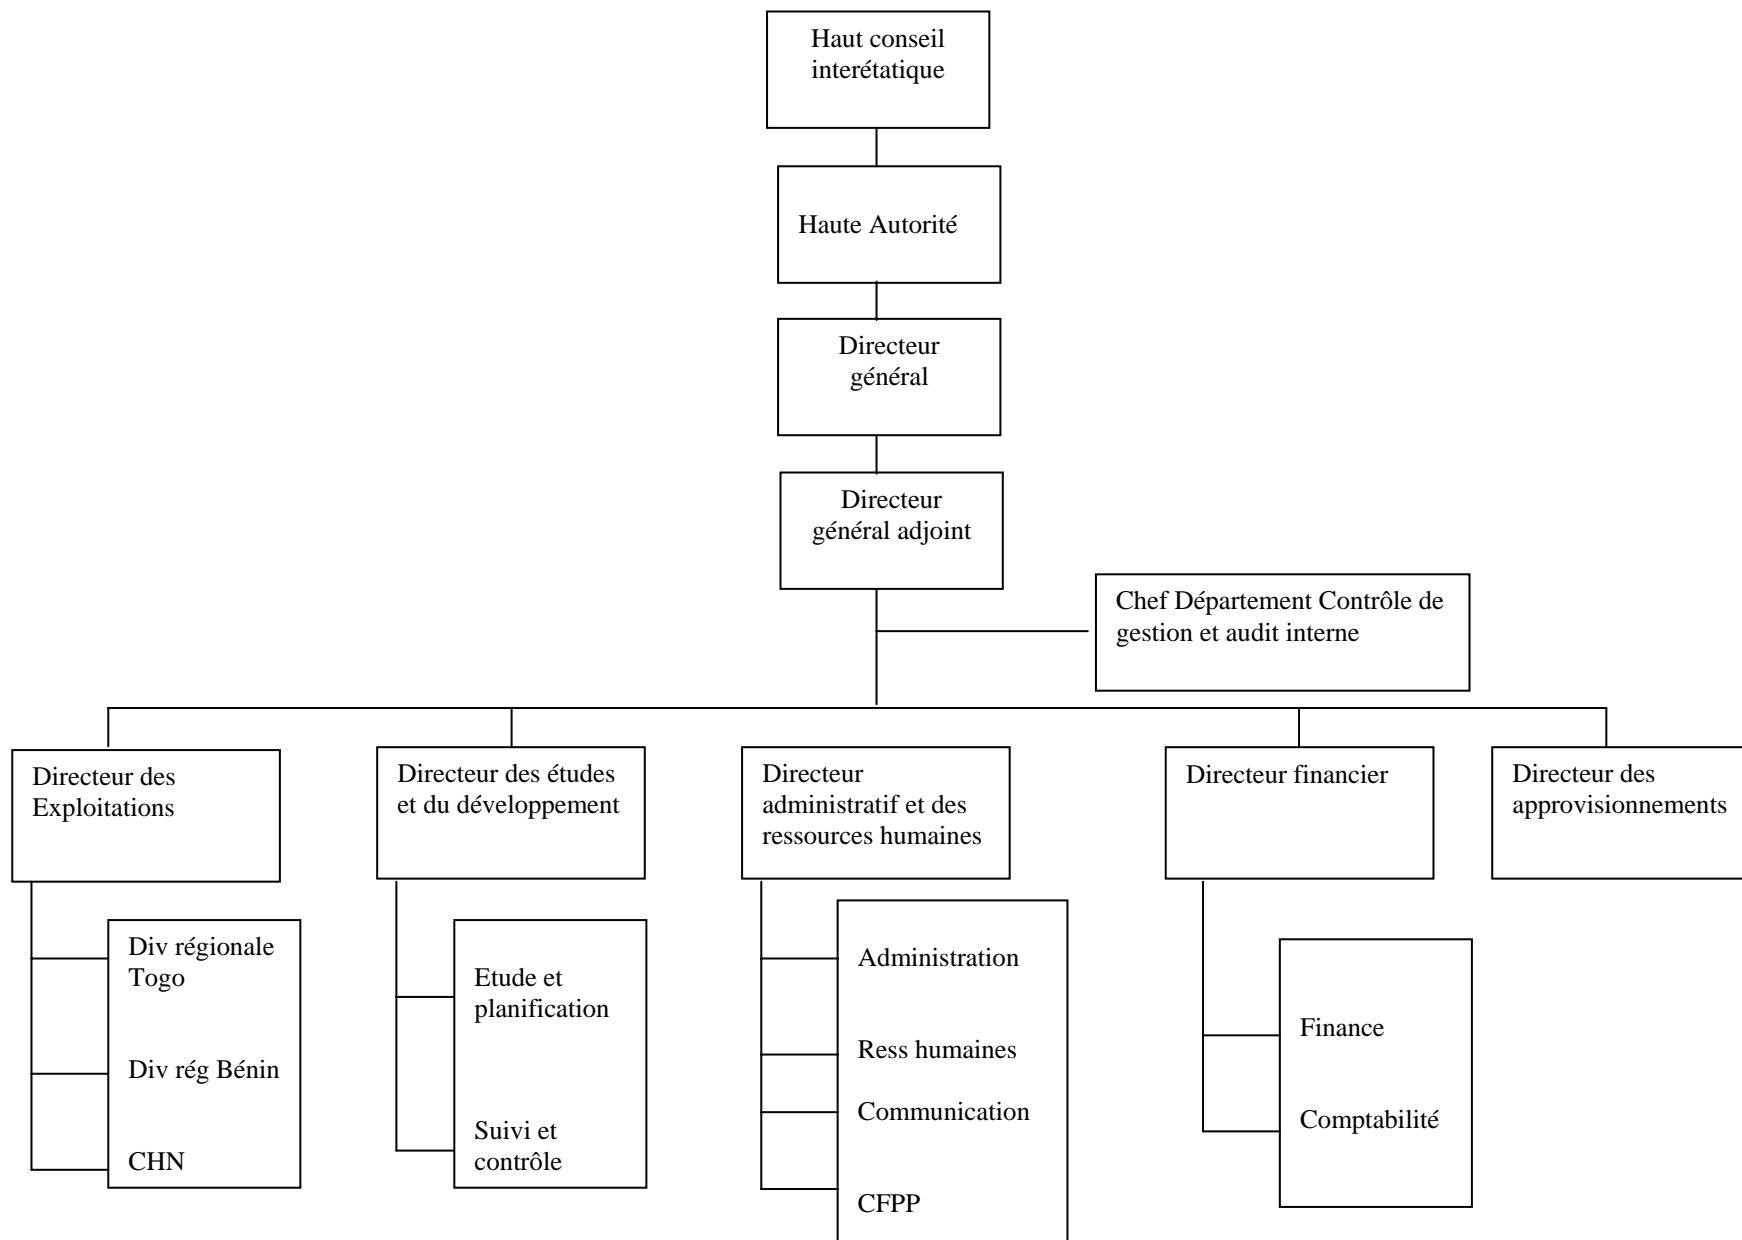 Haut conseil
interétatique
Haute Autorité
Directeur
général
Directeur
général adjoint
Chef Département Contrôle de
gestion et audit interne
Directeur des
Exploitations
Directeur des études
et du développement
Directeur
administratif et des
ressources humaines
Directeur financier
Directeur des
approvisionnements
Div régionale
Togo
Div rég Bénin
CHN
Etude et
planification
Suivi et
contrôle
Administration
Ress humaines
Communication
CFPP
Finance
Comptabilité